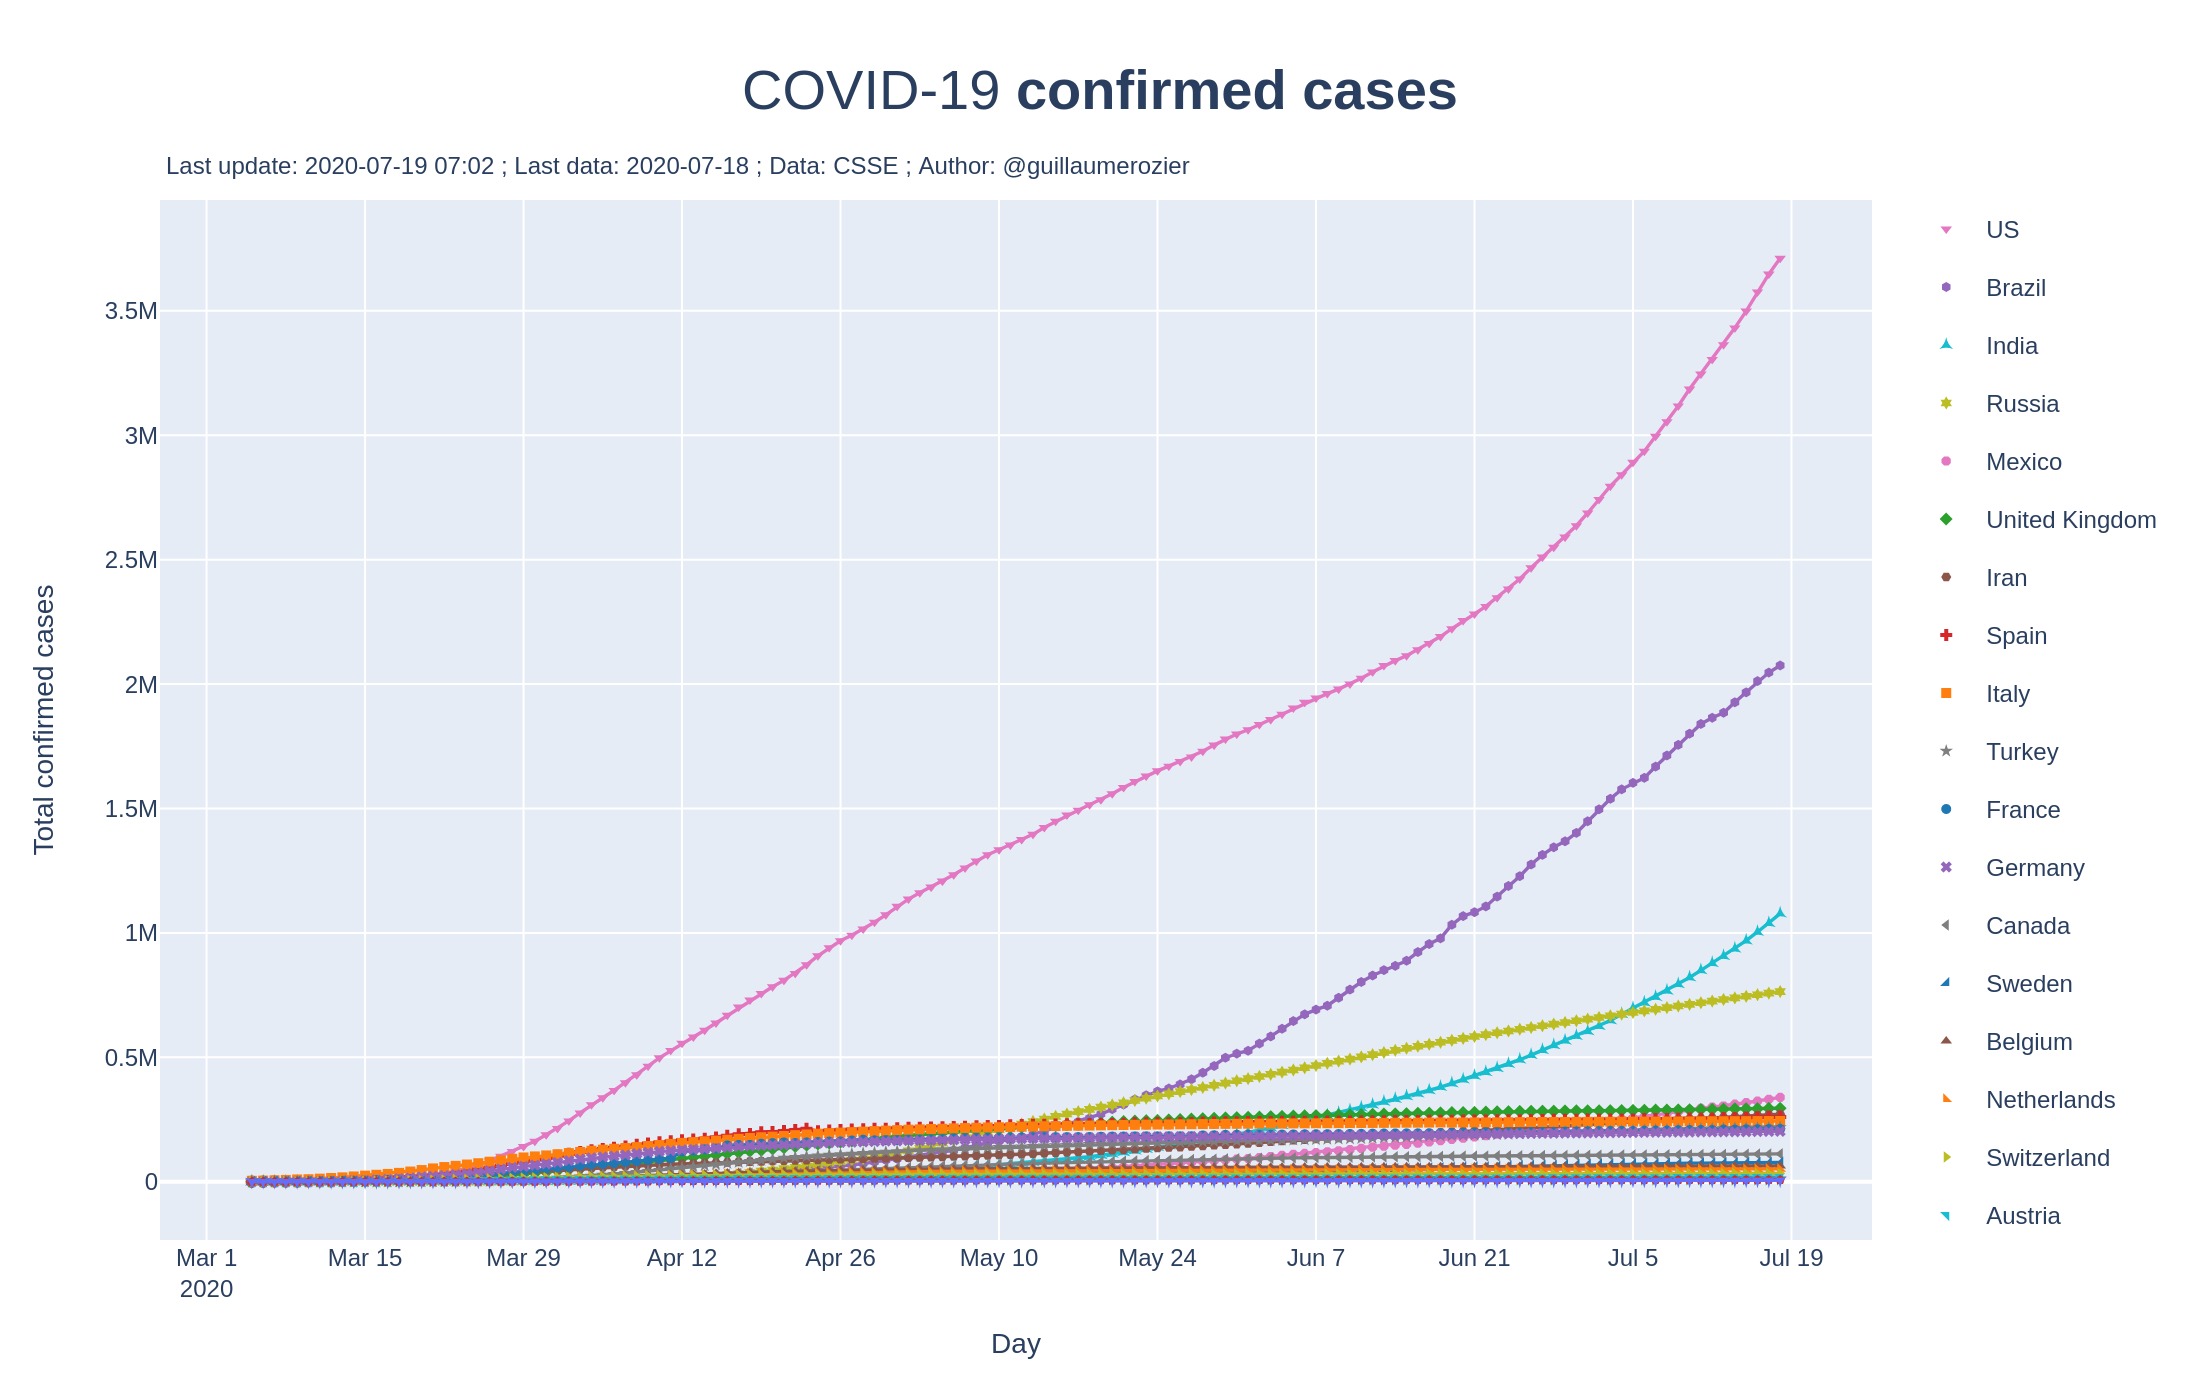 COVID-19 confirmed cases
Last update: 2020-07-19 07:02 ; Last data: 2020-07-18 ; Data: CSSE ; Author: @guillaumerozier
Total confirmed cases
3.5M
3M
2.5M
2M
1.5M
1M
0.5M
0
Mar 1
2020
Mar 15
Mar 29
Apr 12
Apr 26
May 10
May 24
Jun 7
Jun 21
Jul 5
Jul 19
Day
US
Brazil
India
Russia
Mexico
United Kingdom
Iran
Spain
Italy
Turkey
France
Germany
Canada
Sweden
Belgium
Netherlands
Switzerland
Austria